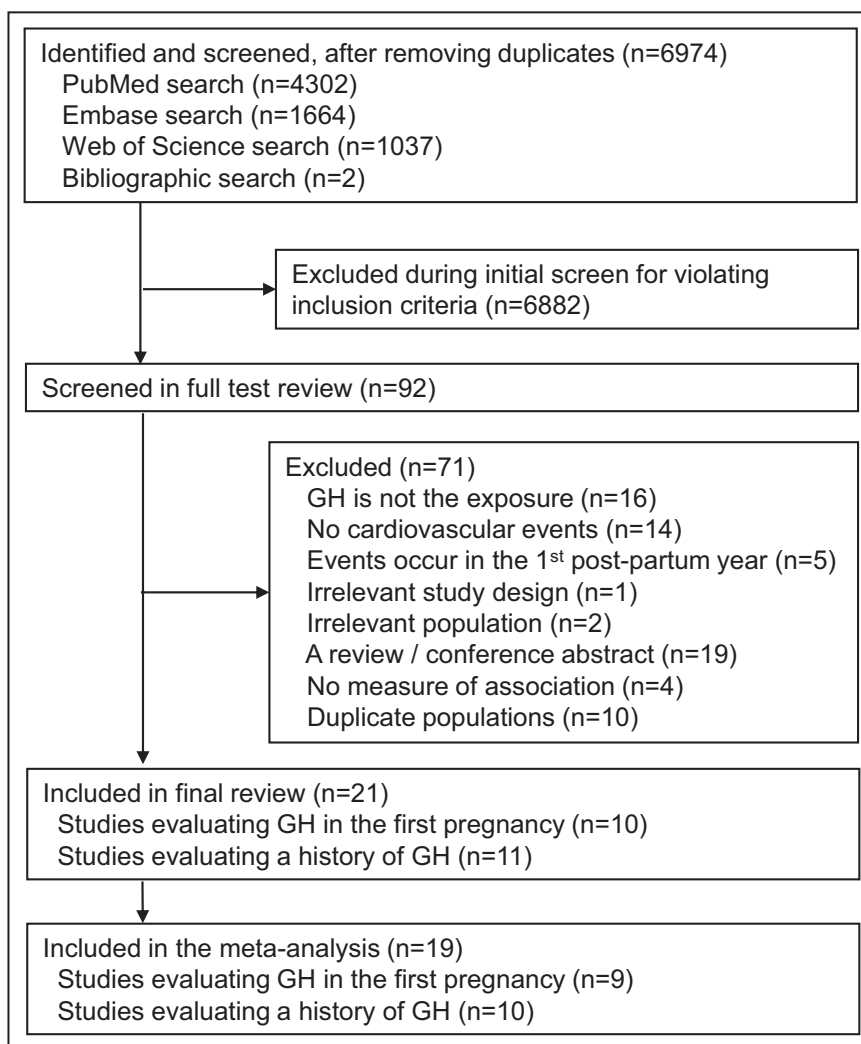 Identified and screened, after removing duplicates (n=6974)
PubMed search (n=4302)
Embase search (n=1664)
Web of Science search (n=1037)
Bibliographic search (n=2)
Excluded during initial screen for violating
inclusion criteria (n=6882)
Screened in full test review (n=92)
Excluded (n=71)
GH is not the exposure (n=16)
No cardiovascular events (n=14)
Events occur in the 1st post-partum year (n=5)
Irrelevant study design (n=1)
Irrelevant population (n=2)
A review / conference abstract (n=19)
No measure of association (n=4)
Duplicate populations (n=10)
Included in final review (n=21)
Studies evaluating GH in the first pregnancy (n=10)
Studies evaluating a history of GH (n=11)
Included in the meta-analysis (n=19)
Studies evaluating GH in the first pregnancy (n=9)
Studies evaluating a history of GH (n=10)